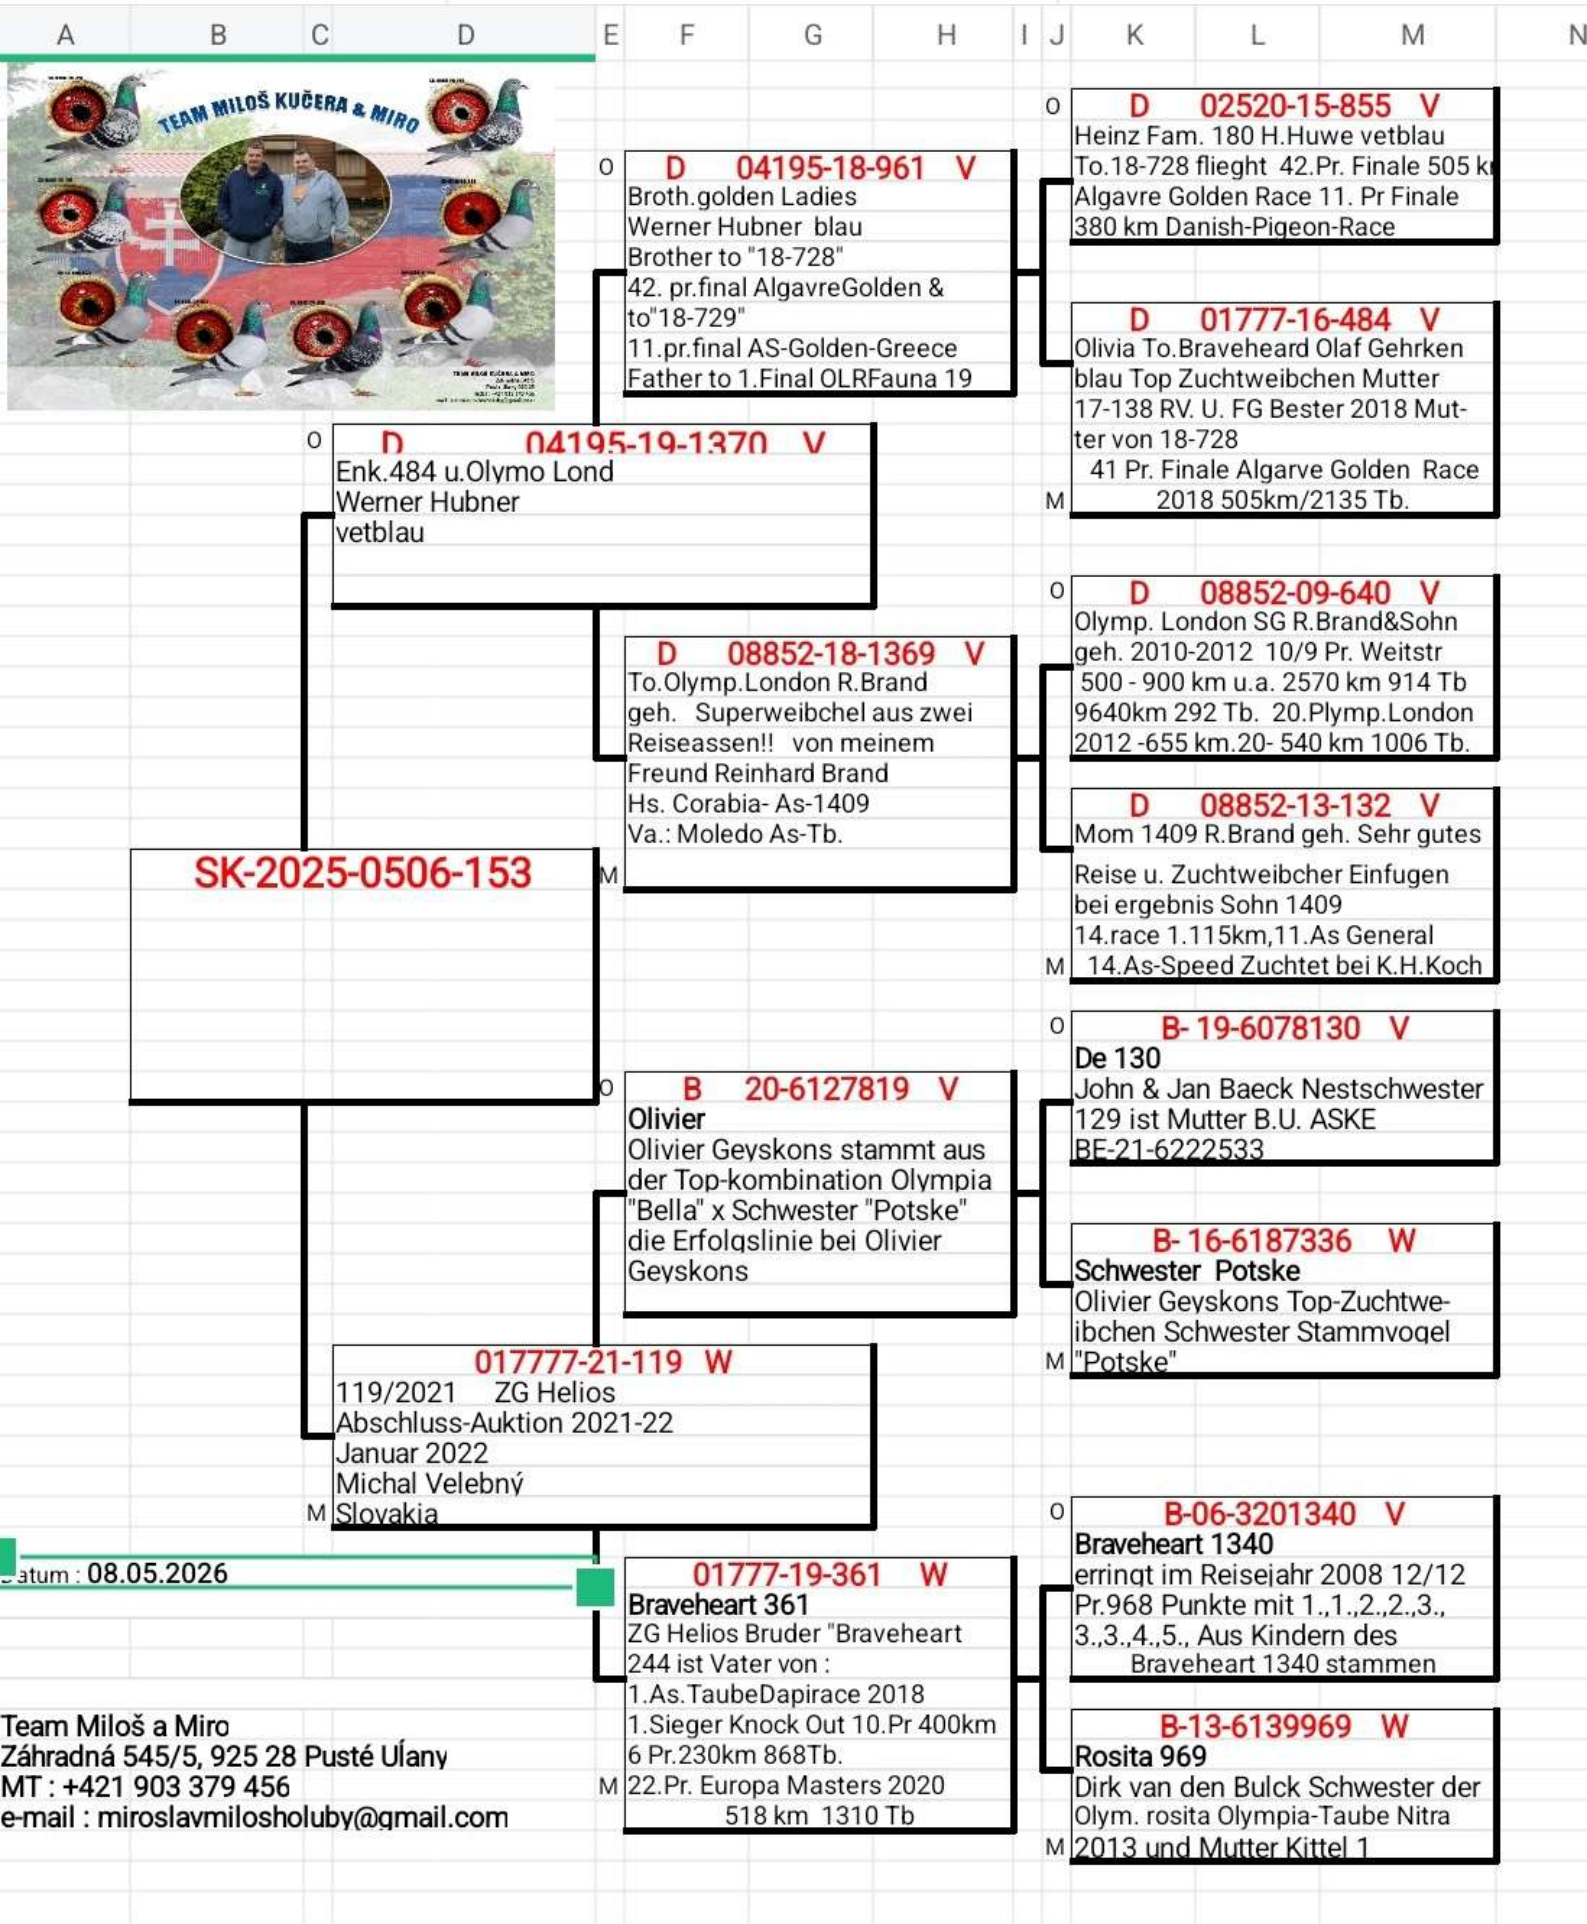 A B C D E F G H I J K L M N
TEAM MILOŠ KUČERA & MIRO
O D 02520-15-855 V
Heinz Fam. 180 H.Huwe vetblau
To.18-728 flieght 42.Pr. Finale 505 k
Algavre Golden Race 11. Pr Finale
380 km Danish-Pigeon-Race
O D 04195-18-961 V
Broth.golden Ladies
Werner Hubner blau
Brother to "18-728"
42. pr.final AlgavreGolden &
to"18-729"
11.pr.final AS-Golden-Greece
Father to 1.Final OLRFauna 19
D 01777-16-484 V
Olivia To.Braveheard Olaf Gehrken
blau Top Zuchtweibchen Mutter
17-138 RV. U. FG Bester 2018 Mut-
ter von 18-728
41 Pr. Finale Algarve Golden Race
M 2018 505km/2135 Tb.
O D 04195-19-1370 V
Enk.484 u.Olymo Lond
Werner Hubner
vetblau
O D 08852-09-640 V
Olymp. London SG R.Brand&Sohn
geh. 2010-2012 10/9 Pr. Weitstr
500 - 900 km u.a. 2570 km 914 Tb
9640km 292 Tb. 20.Plymp.London
2012 -655 km.20- 540 km 1006 Tb.
D 08852-18-1369 V
To.Olymp.London R.Brand
geh. Superweibchel aus zwei
Reiseassen!! von meinem
Freund Reinhard Brand
Hs. Corabia- As-1409
Va.: Moledo As-Tb.
M
D 08852-13-132 V
Mom 1409 R.Brand geh. Sehr gutes
Reise u. Zuchtweibcher Einfugen
bei ergebnis Sohn 1409
14.race 1.115km,11.As General
M 14.As-Speed Zuchtet bei K.H.Koch
SK-2025-0506-153
O B- 19-6078130 V
De 130
John & Jan Baeck Nestschwester
129 ist Mutter B.U. ASKE
BE-21-6222533
O B 20-6127819 V
Olivier
Olivier Geyskons stammt aus
der Top-kombination Olympia
"Bella" x Schwester "Potske"
die Erfolgslinie bei Olivier
Geyskons
B- 16-6187336 W
Schwester Potske
Olivier Geyskons Top-Zuchtwe-
ibchen Schwester Stammvogel
M "Potske"
017777-21-119 W
119/2021 ZG Helios
Abschluss-Auktion 2021-22
Januar 2022
Michal Velebný
M Slovakia
O B-06-3201340 V
Braveheart 1340
erringt im Reisejahr 2008 12/12
Pr.968 Punkte mit 1.,1.,2.,2.,3.,
3.,3.,4.,5., Aus Kindern des
Braveheart 1340 stammen
01777-19-361 W
Braveheart 361
ZG Helios Bruder "Braveheart
244 ist Vater von :
1.As.TaubeDapirace 2018
1.Sieger Knock Out 10.Pr 400km
6 Pr.230km 868Tb.
M 22.Pr. Europa Masters 2020
518 km 1310 Tb
B-13-6139969 W
Rosita 969
Dirk van den Bulck Schwester der
Olym. rosita Olympia-Taube Nitra
M 2013 und Mutter Kittel 1
atum : 08.05.2026
Team Miloš a Miro
Záhradná 545/5, 925 28 Pusté Uľany
MT : +421 903 379 456
e-mail : miroslavmilosholuby@gmail.com